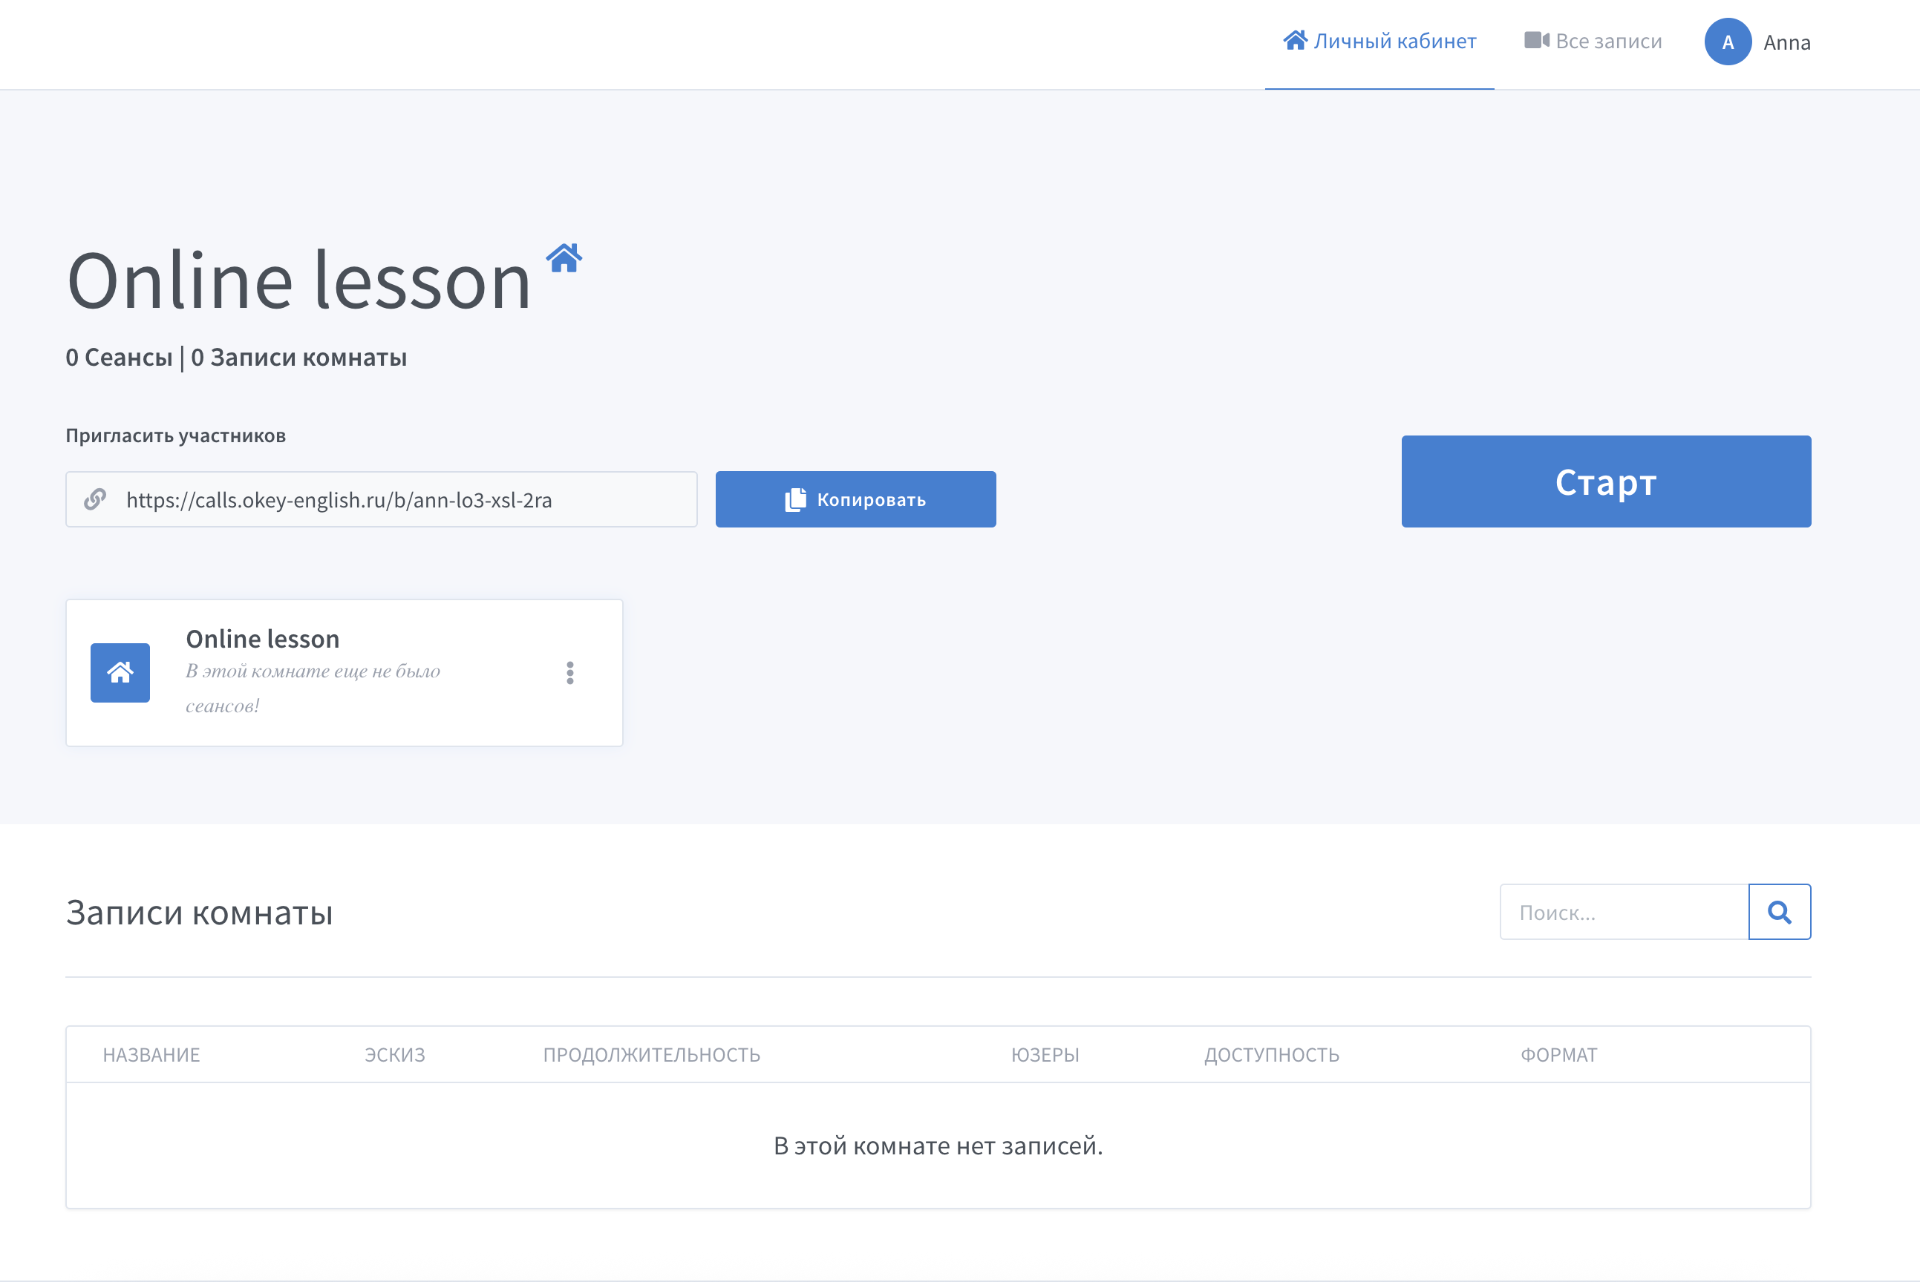 Личный кабинет
Все записи
A
Anna
Online lesson
0 Сеансы | 0 Записи комнаты
Пригласить участников
https://calls.okey-english.ru/b/ann-lo3-xsl-2ra
Копировать
Старт
Online lesson
В этой комнате еще не было
сеансов!
Записи комнаты
Поиск...
НАЗВАНИЕ
ЭСКИЗ
ПРОДОЛЖИТЕЛЬНОСТЬ
ЮЗЕРЫ
ДОСТУПНОСТЬ
ФОРМАТ
В этой комнате нет записей.